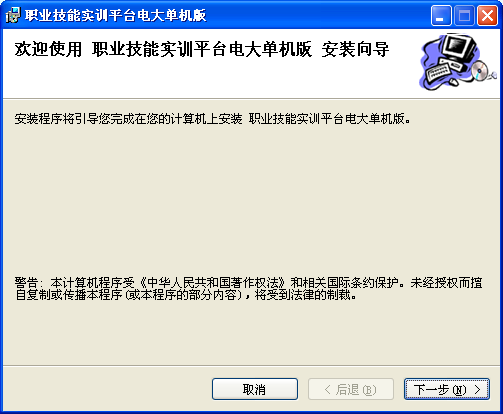 职业技能实训平台电大单机版
欢迎使用 职业技能实训平台电大单机版 安装向导
安装程序将引导您完成在您的计算机上安装 职业技能实训平台电大单机版。
警告: 本计算机程序受《中华人民共和国著作权法》和相关国际条约保护。未经授权而擅
自复制或传播本程序(或本程序的部分内容)，将受到法律的制裁。
取消
< 后退(B)
下一步(N) >